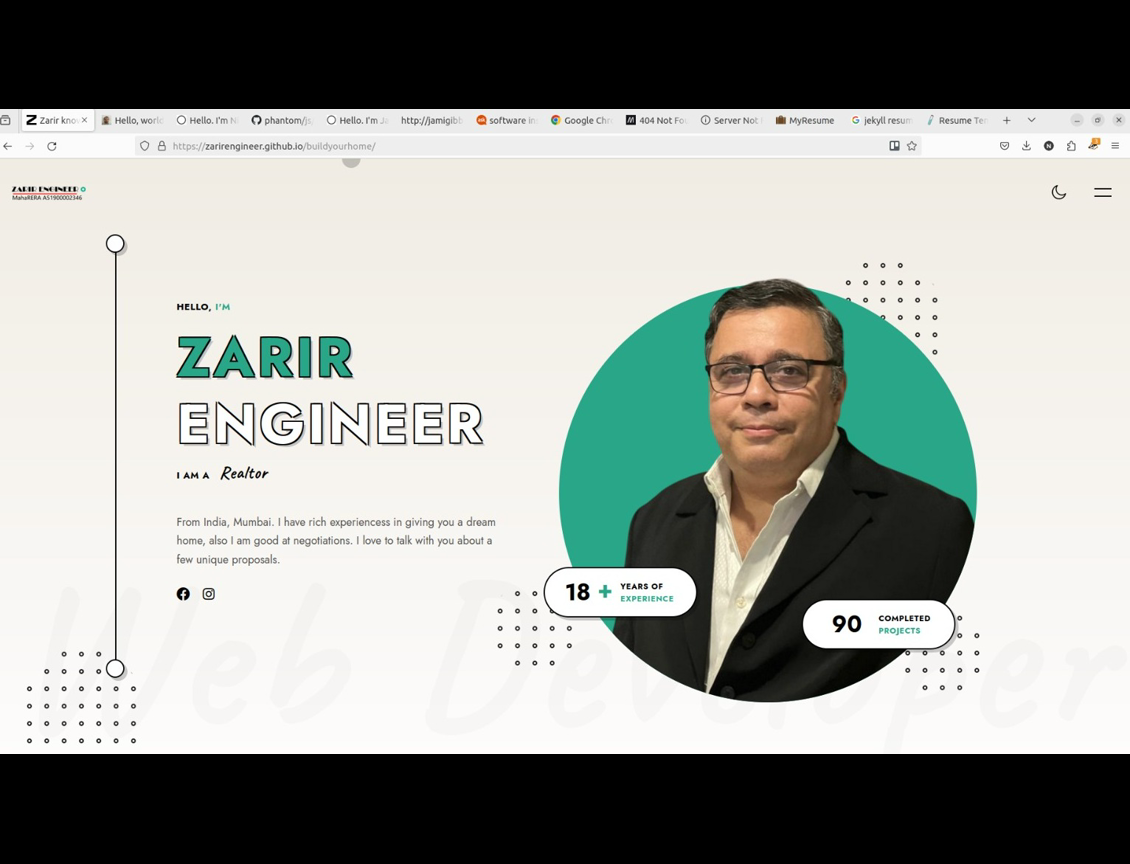 Zarir kno
Hello, worl
Hello. I'm N
phantom/js
Hello. I'm Ja
http://jamigibb
software in
Google Chr
404 Not Fo
Server Not
MyResume
jekyll resum
Resume Tem
https://zarirengineer.github.io/buildyourhome/
ZARIR ENGINEER
MahaRERA A51900002346
HELLO, I'M
ZARIR
ENGINEER
I AM A Realtor
From India, Mumbai. I have rich experiencess in giving you a dream
home, also I am good at negotiations. I love to talk with you about a
few unique proposals.
18 + YEARS OF
EXPERIENCE
90 COMPLETED
PROJECTS
Web Developer